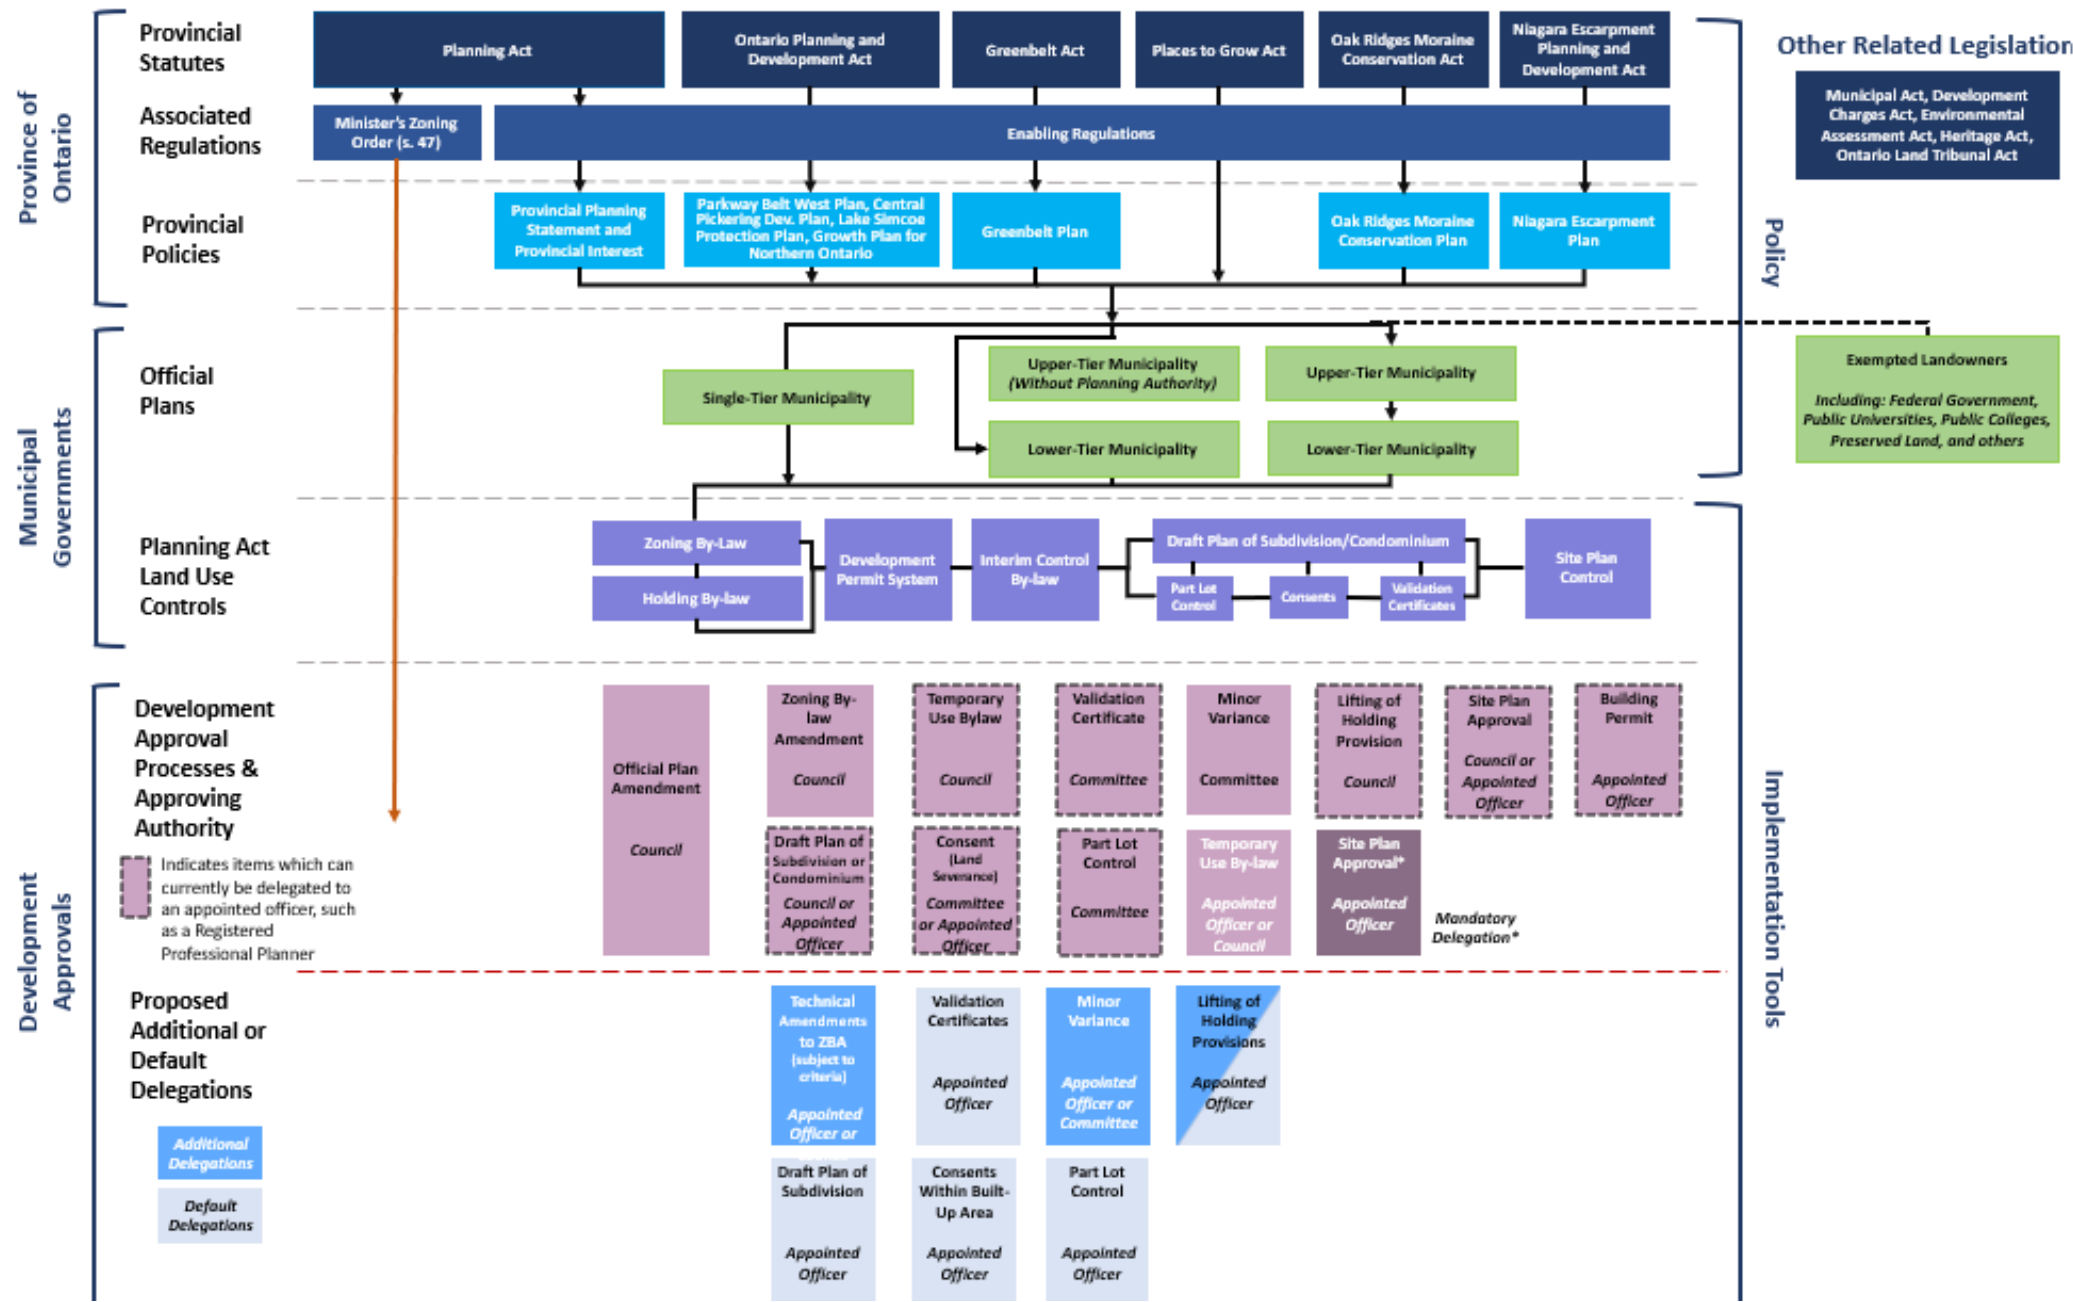 Province of
Ontario
Provincial
Statutes
Planning Act
Ontario Planning and
Development Act
Greenbelt Act
Places to Grow Act
Oak Ridges Moraine
Conservation Act
Niagara Escarpment
Planning and
Development Act
Other Related Legislation
Municipal Act, Development
Charges Act, Environmental
Assessment Act, Heritage Act,
Ontario Land Tribunal Act
Associated
Regulations
Minister's Zoning
Order (s. 47)
Enabling Regulations
Provincial
Policies
Provincial Planning
Statement and
Provincial Interest
Parkway Belt West Plan, Central
Pickering Dev. Plan, Lake Simcoe
Protection Plan, Growth Plan for
Northern Ontario
Greenbelt Plan
Oak Ridges Moraine
Conservation Plan
Niagara Escarpment
Plan
Policy
Municipal
Governments
Official
Plans
Single-Tier Municipality
Upper-Tier Municipality
(Without Planning Authority)
Lower-Tier Municipality
Upper-Tier Municipality
Lower-Tier Municipality
Exempted Landowners
Including: Federal Government,
Public Universities, Public Colleges,
Preserved Land, and others
Planning Act
Land Use
Controls
Zoning By-Law
Holding By-law
Development
Permit System
Interim Control
By-law
Draft Plan of Subdivision/Condominium
Part Lot
Control
Consents
Validation
Certificates
Site Plan
Control
Development
Approvals
Development
Approval
Processes &
Approving
Authority
Indicates items which can
currently be delegated to
an appointed officer, such
as a Registered
Professional Planner
Official Plan
Amendment
Council
Zoning By-
law
Amendment
Council
Temporary
Use Bylaw
Council
Validation
Certificate
Committee
Minor
Variance
Committee
Lifting of
Holding
Provision
Council
Site Plan
Approval
Council or
Appointed
Officer
Building
Permit
Appointed
Officer
Draft Plan of
Subdivision or
Condominium
Council or
Appointed
Officer
Consent
(Land
Severance)
Committee
or Appointed
Officer
Part Lot
Control
Committee
Temporary
Use By-law
Appointed
Officer or
Council
Site Plan
Approval*
Appointed
Officer
Mandatory
Delegation*
Implementation Tools
Proposed
Additional or
Default
Delegations
Additional
Delegations
Default
Delegations
Technical
Amendments
to ZBA
(subject to
criteria)
Appointed
Officer or
Validation
Certificates
Appointed
Officer
Minor
Variance
Appointed
Officer or
Committee
Lifting of
Holding
Provisions
Appointed
Officer
Draft Plan of
Subdivision
Appointed
Officer
Consents
Within Built-
Up Area
Appointed
Officer
Part Lot
Control
Appointed
Officer